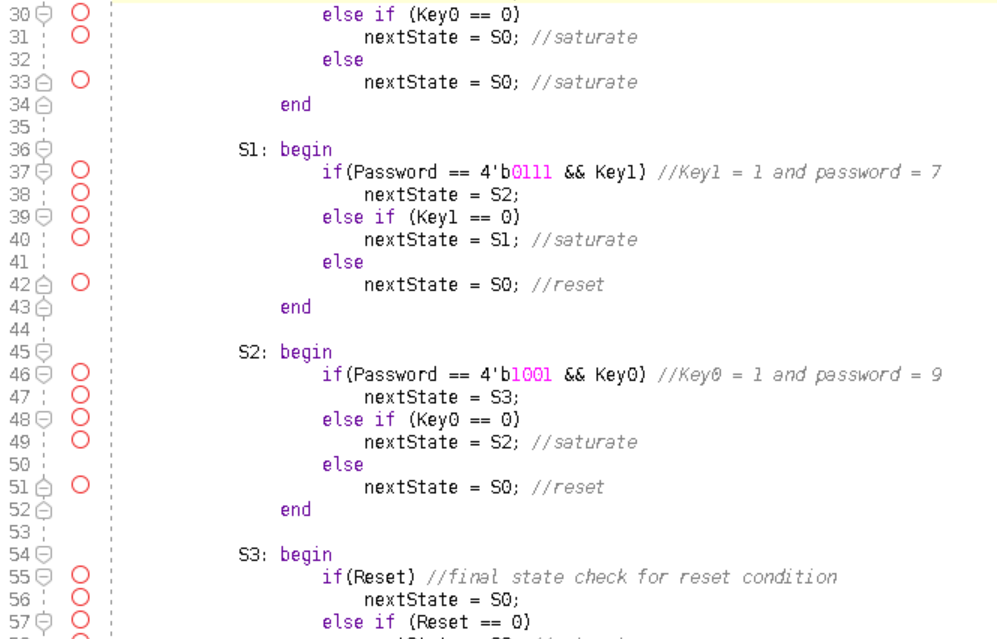 30 else if (Key0 == 0)
31 nextState = S0; //saturate
32 else
33 nextState = S0; //saturate
34 end
35
36 S1: begin
37 if(Password == 4'b0111 && Key1) //Key1 = 1 and password = 7
38 nextState = S2;
39 else if (Key1 == 0)
40 nextState = S1; //saturate
41 else
42 nextState = S0; //reset
43 end
44
45 S2: begin
46 if(Password == 4'b1001 && Key0) //Key0 = 1 and password = 9
47 nextState = S3;
48 else if (Key0 == 0)
49 nextState = S2; //saturate
50 else
51 nextState = S0; //reset
52 end
53
54 S3: begin
55 if(Reset) //final state check for reset condition
56 nextState = S0;
57 else if (Reset == 0)